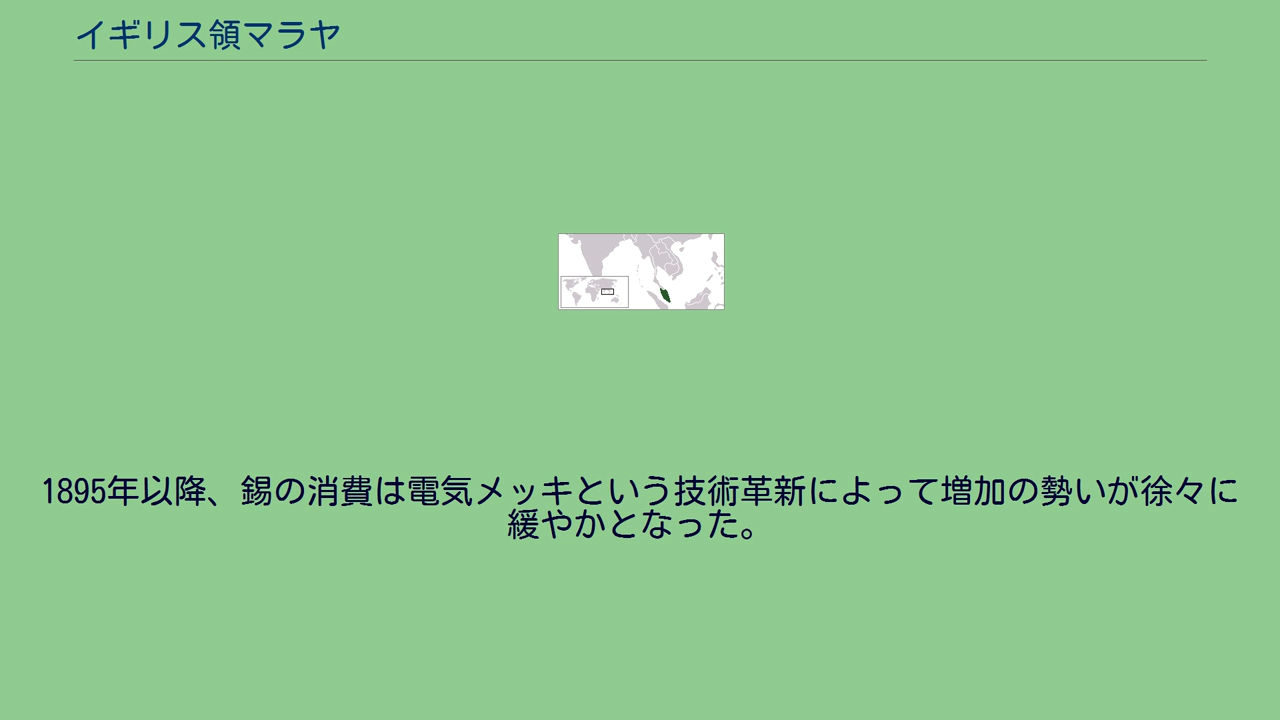 イギリス領マラヤ
1895年以降、錫の消費は電気メッキという技術革新によって増加の勢いが徐々に
緩やかとなった。